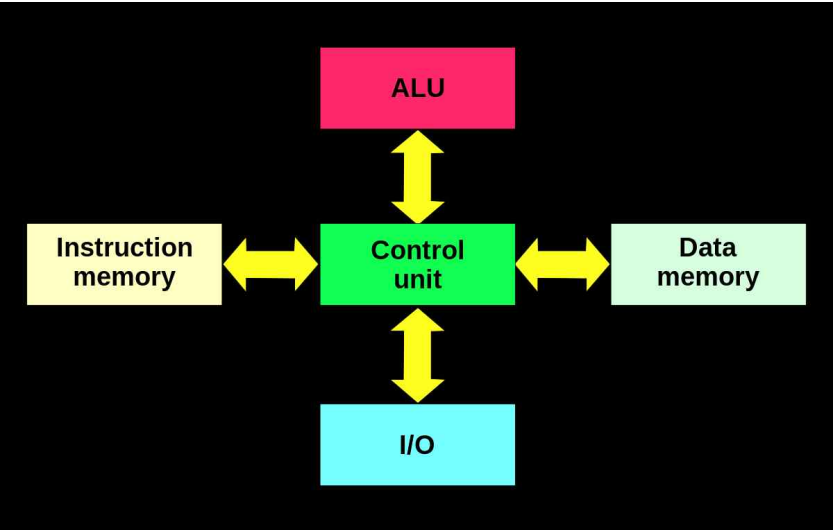 ALU
Instruction
memory
Control
unit
Data
memory
I/O